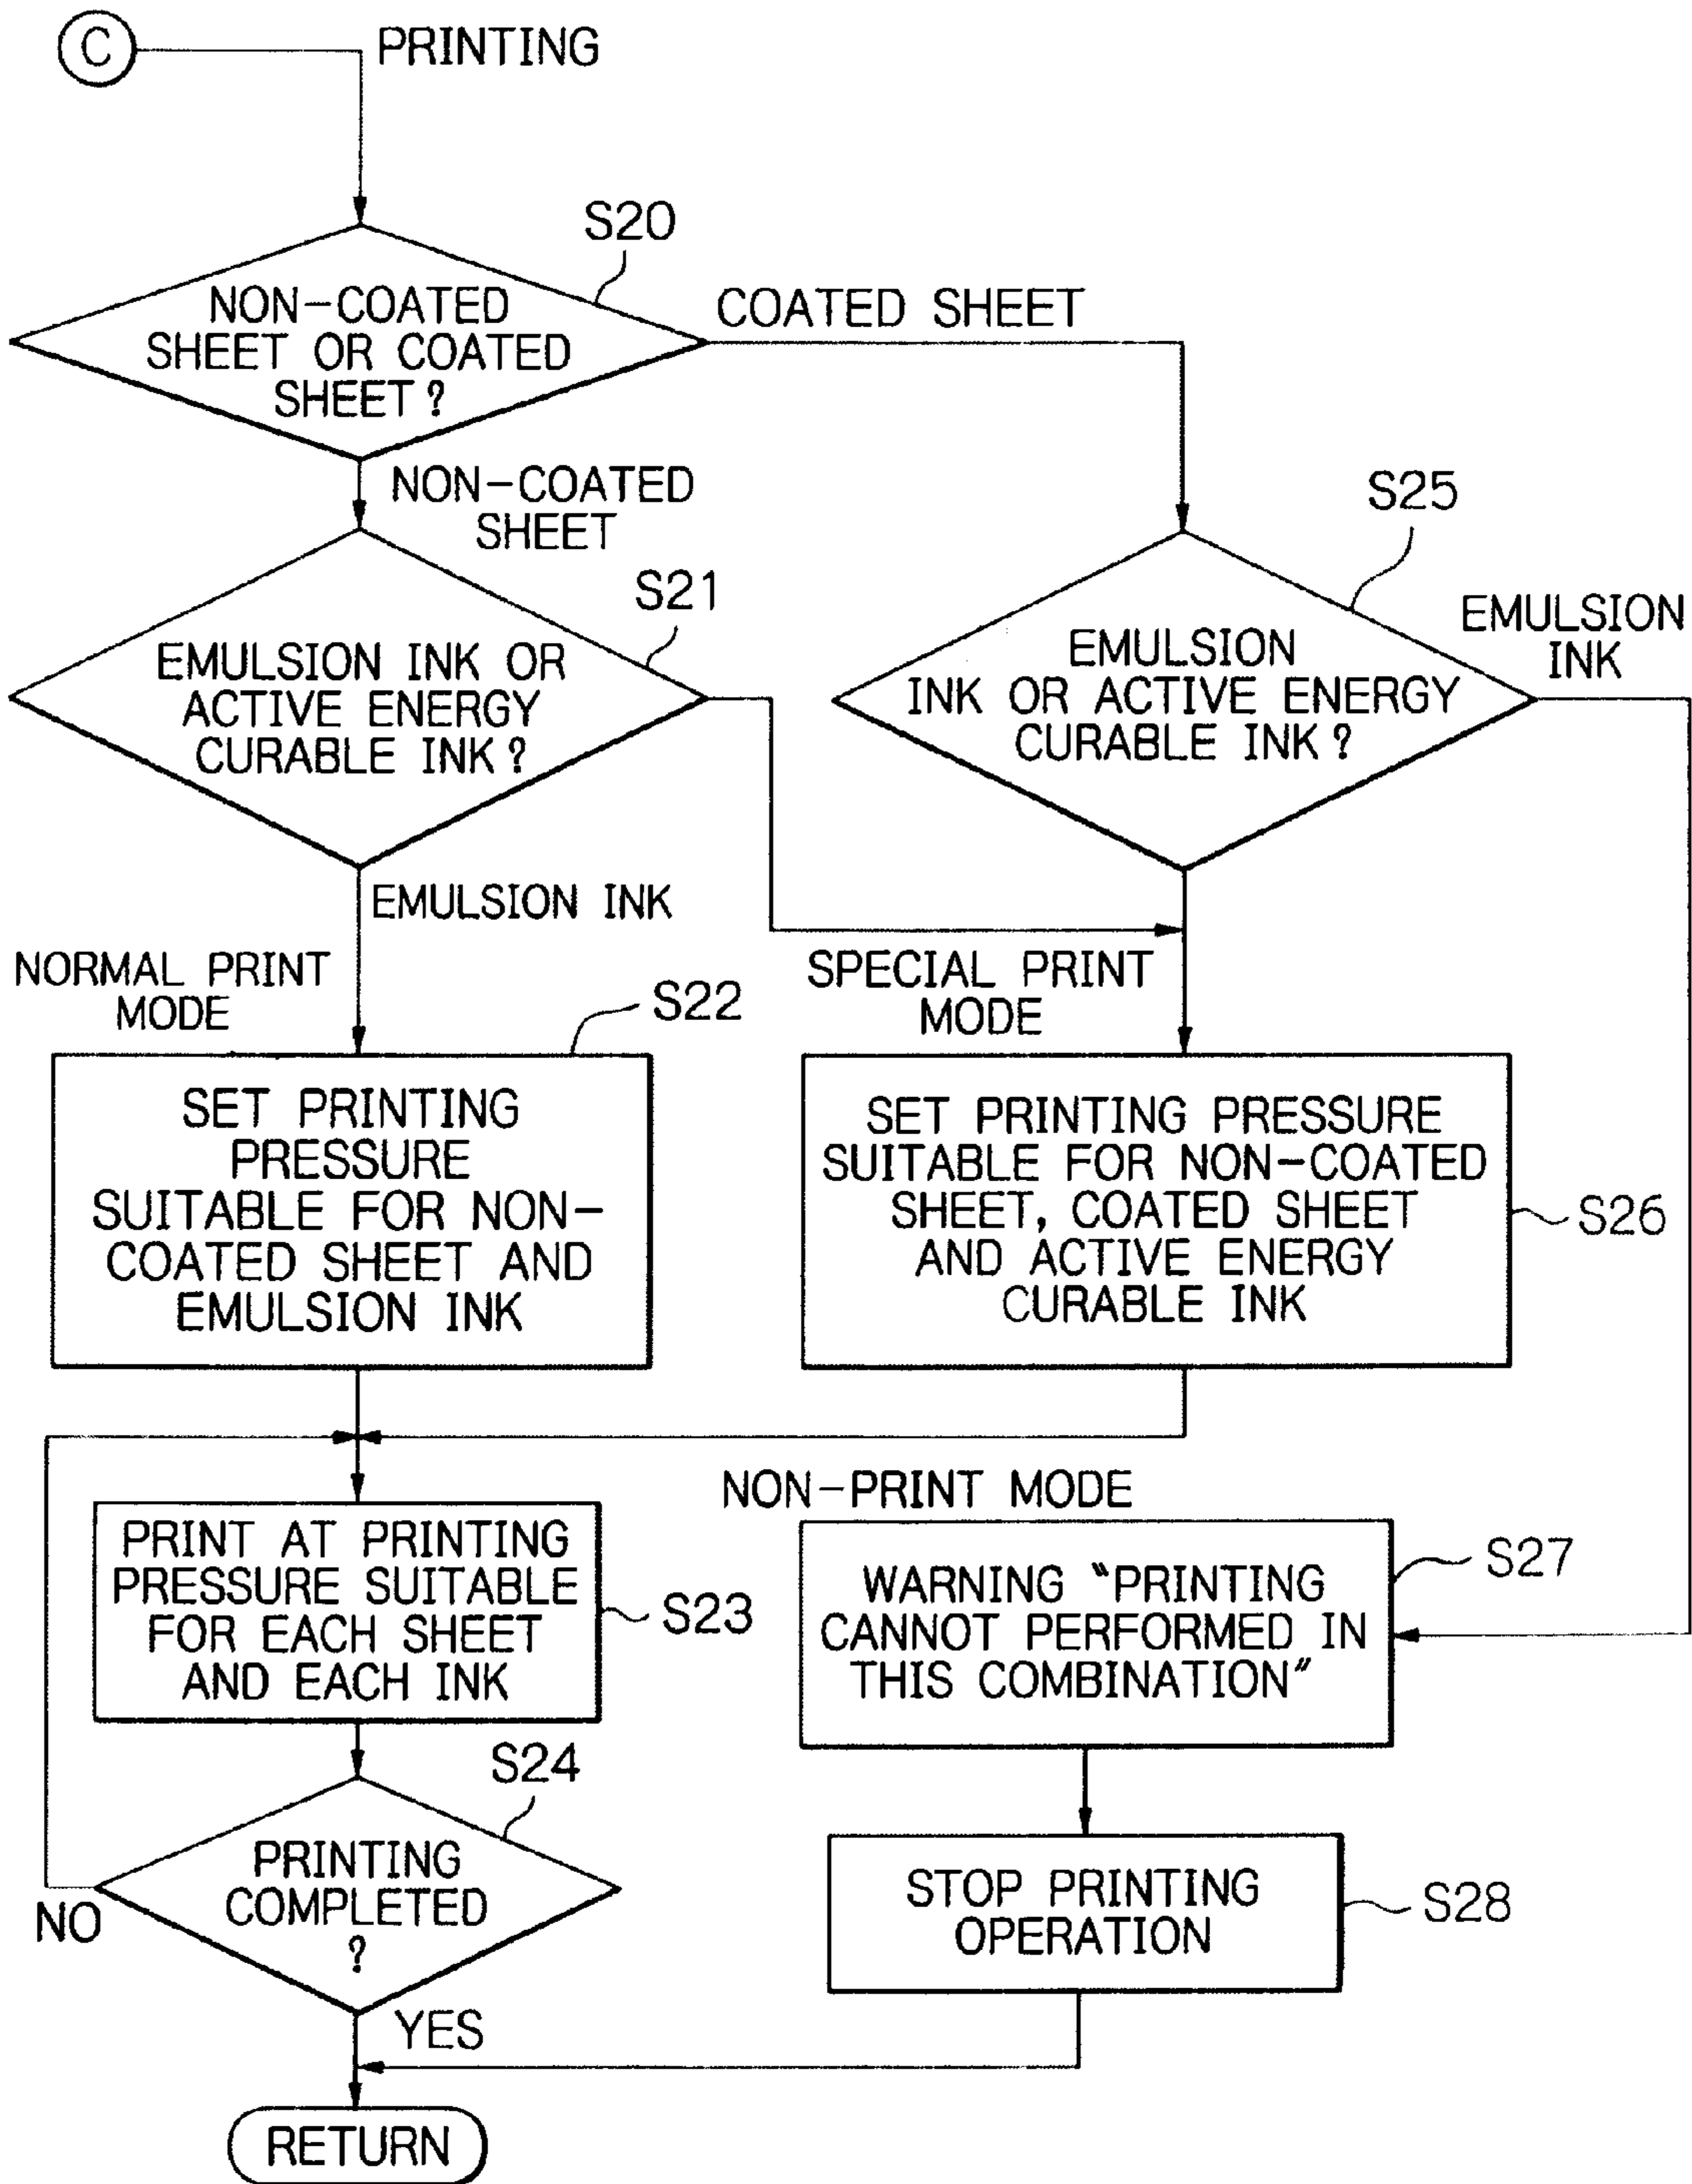 C
PRINTING
S20
NON-COATED
SHEET OR COATED
SHEET?
COATED SHEET
NON-COATED
SHEET
S21
EMULSION INK OR
ACTIVE ENERGY
CURABLE INK?
S25
EMULSION
INK OR ACTIVE ENERGY
CURABLE INK?
EMULSION
INK
EMULSION INK
NORMAL PRINT
MODE
SPECIAL PRINT
MODE
S22
SET PRINTING
PRESSURE
SUITABLE FOR NON-
COATED SHEET AND
EMULSION INK
SET PRINTING PRESSURE
SUITABLE FOR NON-COATED
SHEET, COATED SHEET
AND ACTIVE ENERGY
CURABLE INK
S26
PRINT AT PRINTING
PRESSURE SUITABLE
FOR EACH SHEET
AND EACH INK
S23
NON-PRINT MODE
WARNING "PRINTING
CANNOT PERFORMED IN
THIS COMBINATION"
S27
S24
PRINTING
COMPLETED
?
NO
YES
STOP PRINTING
OPERATION
S28
RETURN